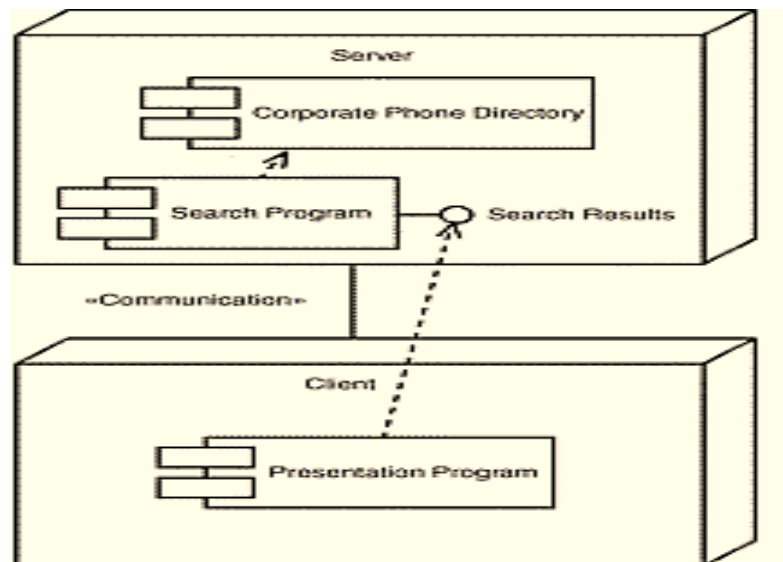 Server
Corporate Phone Directory
Search Program
Search Results
«Communication»
Client
Presentation Program